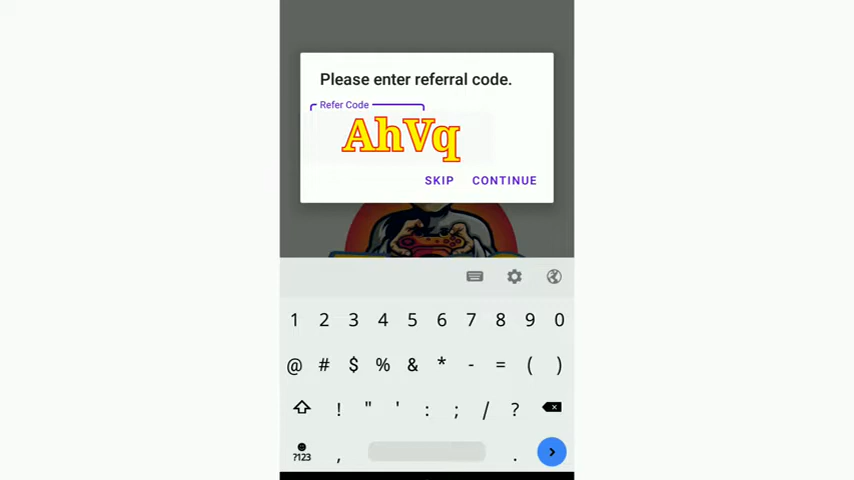 Please enter referral code.
Refer Code
AhVq
SKIP CONTINUE
1 2 3 4 5 6 7 8 9 0
@ # $ % & * - = ( )
! " ' : ; / ?
?123 , .